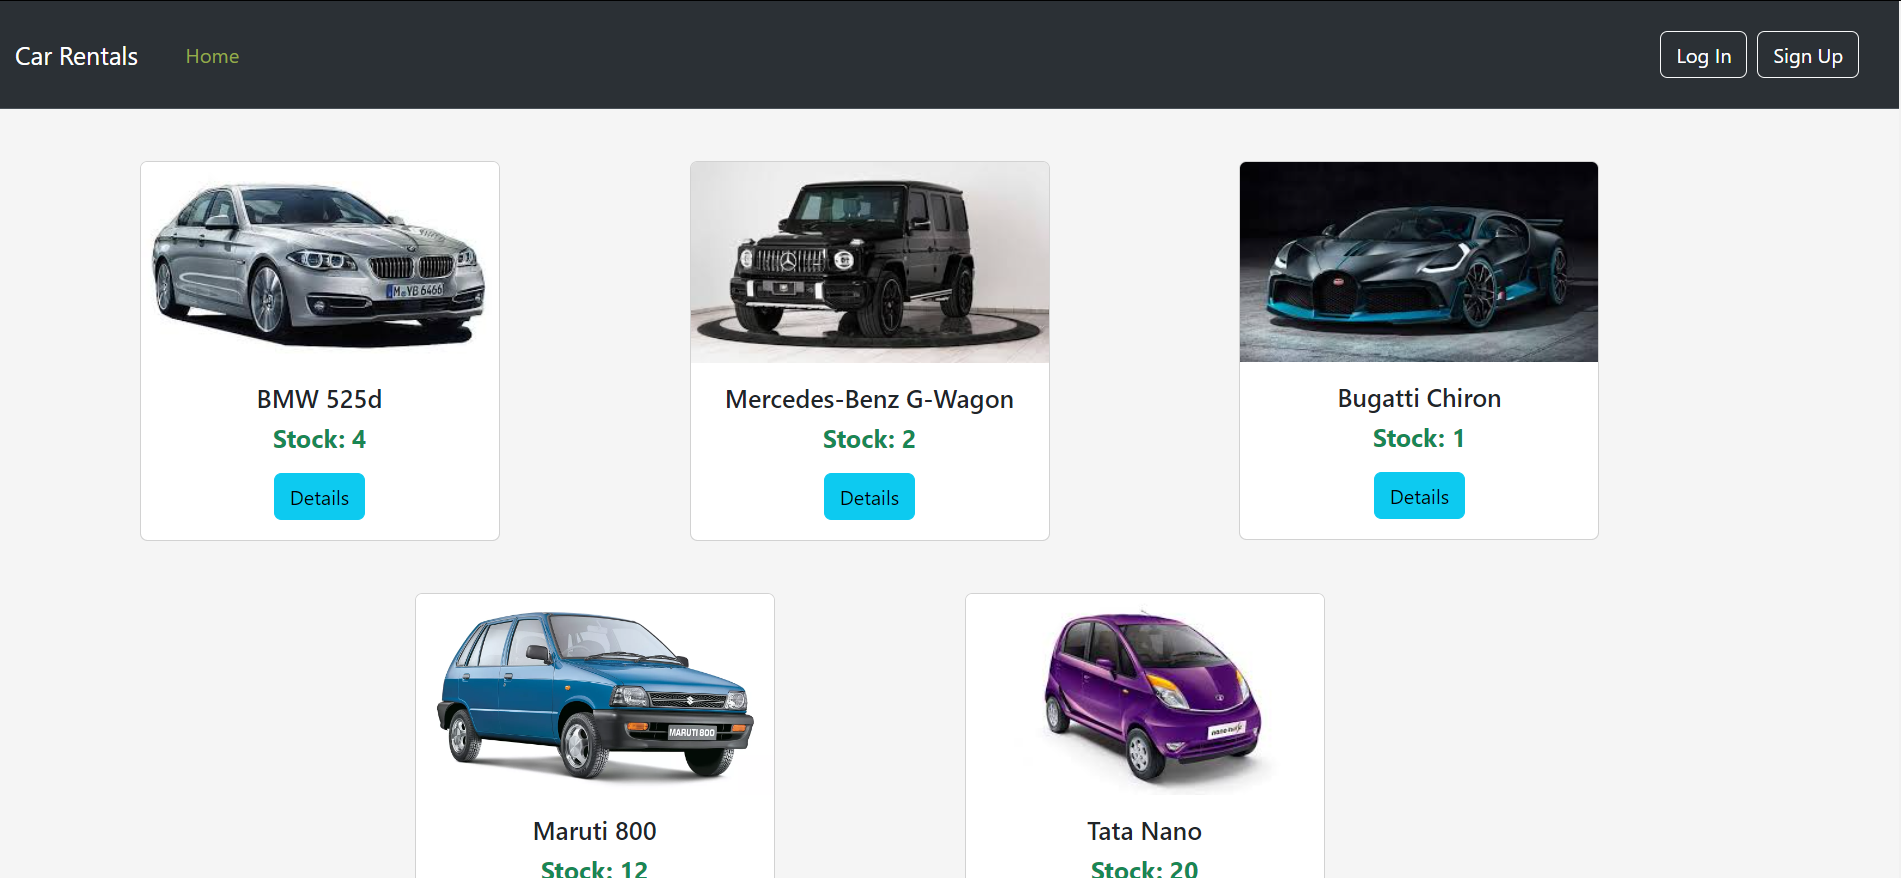 Car Rentals Home Log In Sign Up
M YB 6466
BMW 525d
Stock: 4
Details
Mercedes-Benz G-Wagon
Stock: 2
Details
Bugatti Chiron
Stock: 1
Details
MARUTI 800
Maruti 800
Stock: 12
Tata Nano
Stock: 20